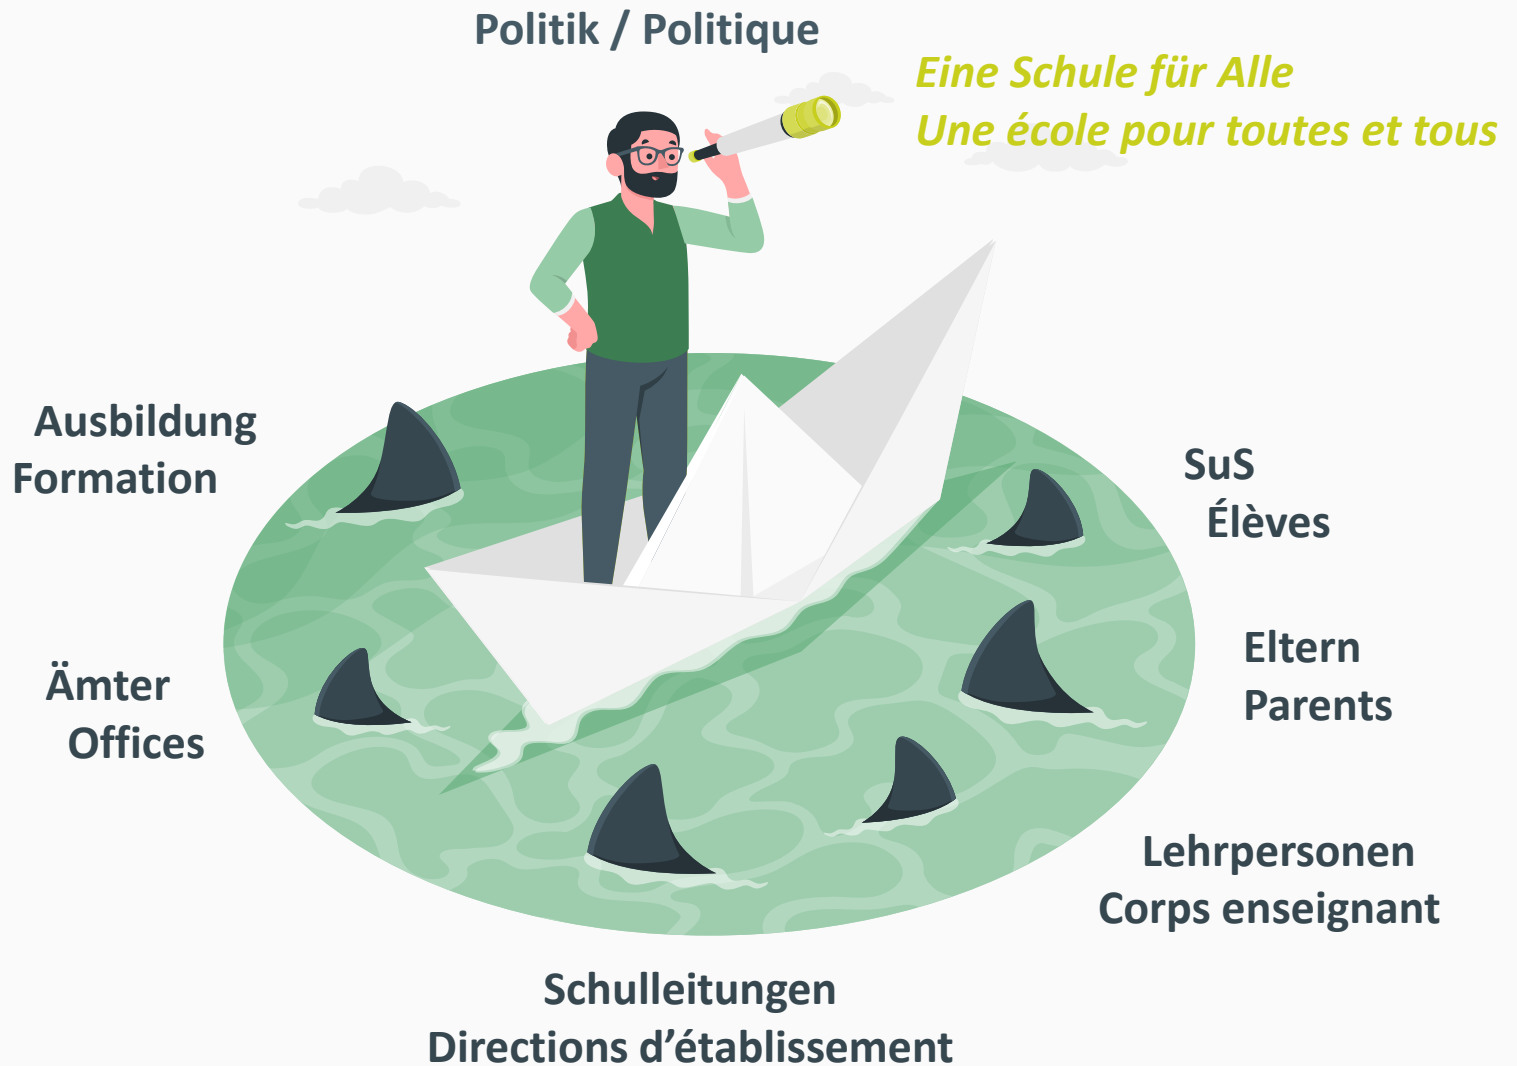 Politik / Politique
Eine Schule für Alle
Une école pour toutes et tous
Ausbildung
Formation
SuS
Élèves
Ämter
Offices
Eltern
Parents
Lehrpersonen
Corps enseignant
Schulleitungen
Directions d’établissement